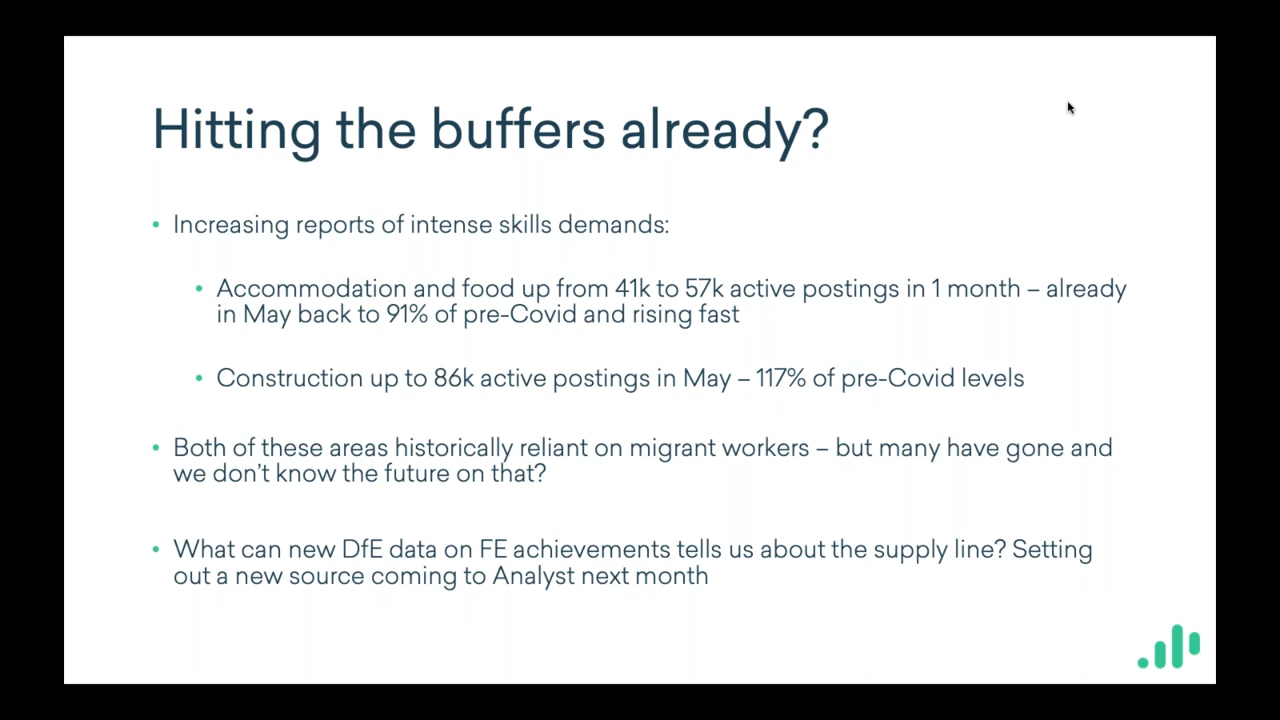 Hitting the buffers already?
• Increasing reports of intense skills demands:
• Accommodation and food up from 41k to 57k active postings in 1 month – already
in May back to 91% of pre-Covid and rising fast
• Construction up to 86k active postings in May – 117% of pre-Covid levels
• Both of these areas historically reliant on migrant workers – but many have gone and
we don't know the future on that?
• What can new DfE data on FE achievements tells us about the supply line? Setting
out a new source coming to Analyst next month